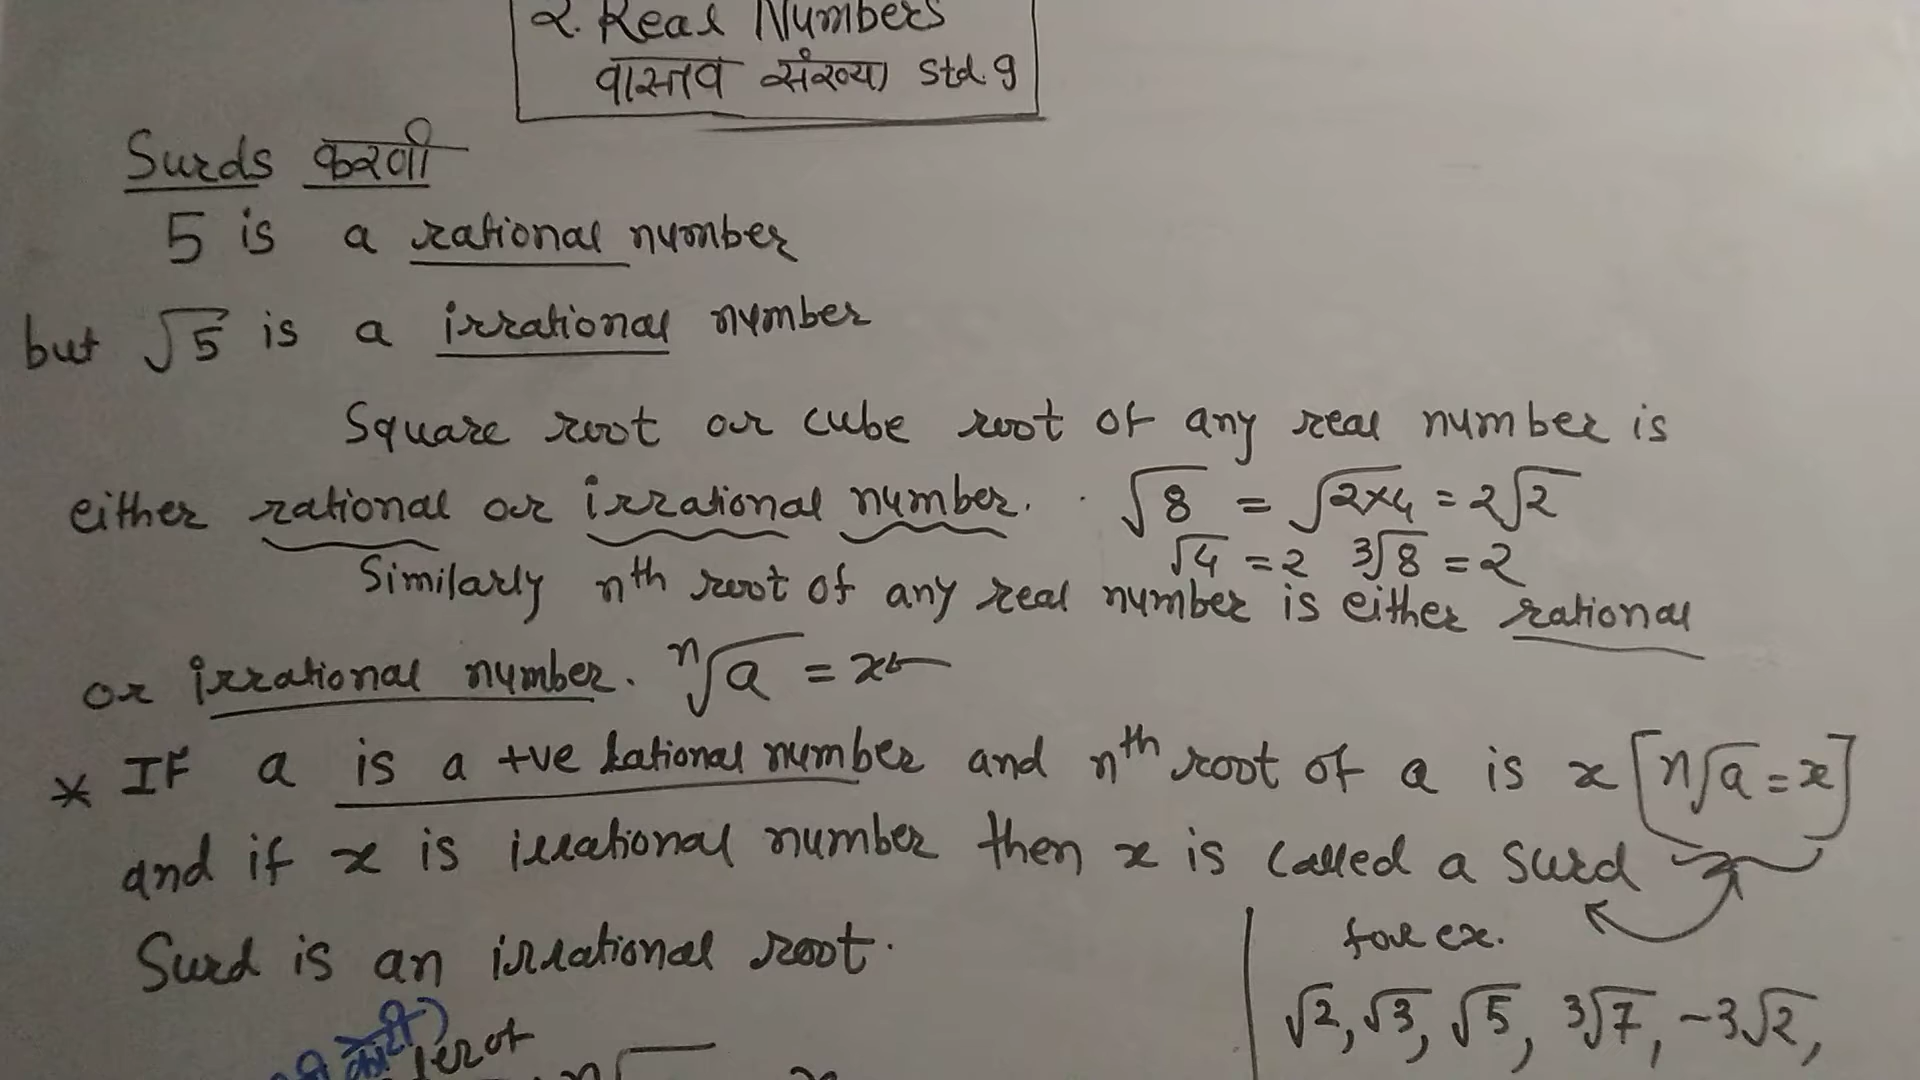 2. Real Numbers
वास्तव संख्या Std. 9
Surds करणी
5 is a rational number
but √5 is a irrational number
Square root or cube root of any real number is
either rational or irrational number. √8 = √2×4 = 2√2
√4 = 2 ³√8 = 2
Similarly nth root of any real number is either rational
or irrational number. ⁿ√a = x
* IF a is a +ve rational number and nth root of a is x [ⁿ√a = x]
and if x is irrational number then x is called a surd
Surd is an irrational root.
for ex.
√2, √3, √5, ³√7, -3√2,